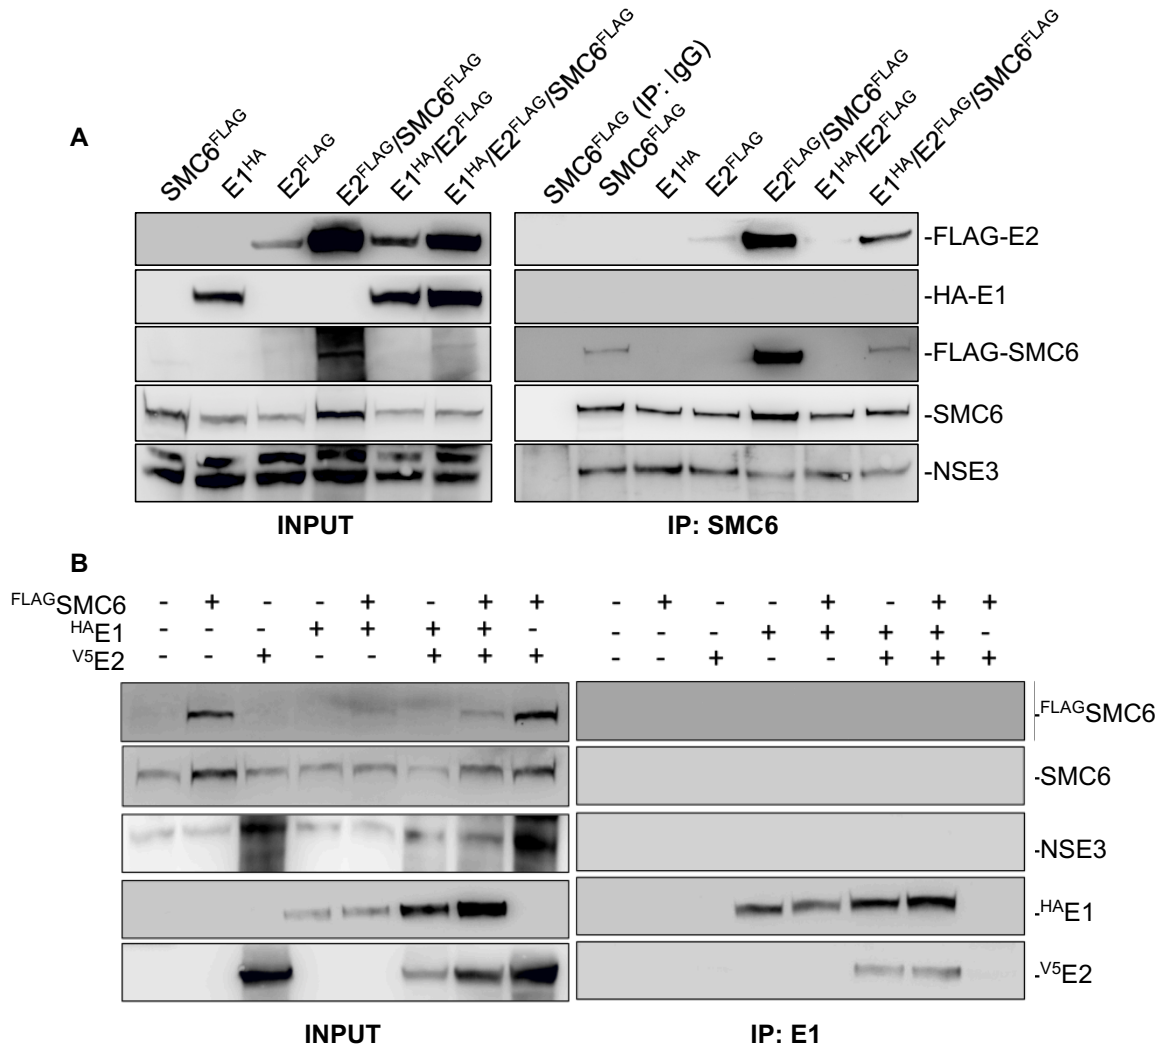 A
SMC6FLAG
E1HA
E2FLAG
E2FLAG/SMC6FLAG
E1HA/E2FLAG
E1HA/E2FLAG/SMC6FLAG
SMC6FLAG (IP: IgG)
SMC6FLAG
E1HA
E2FLAG
E2FLAG/SMC6FLAG
E1HA/E2FLAG
E1HA/E2FLAG/SMC6FLAG
-FLAG-E2
-HA-E1
-FLAG-SMC6
-SMC6
-NSE3
INPUT IP: SMC6
B
FLAGSMC6 - + - - + - + + - + - - + - + +
HAE1 - - - + + + + - - - - + + + + -
V5E2 - - + - - + + + - - + - - + + +
-FLAGSMC6
-SMC6
-NSE3
-HAE1
-V5E2
INPUT IP: E1